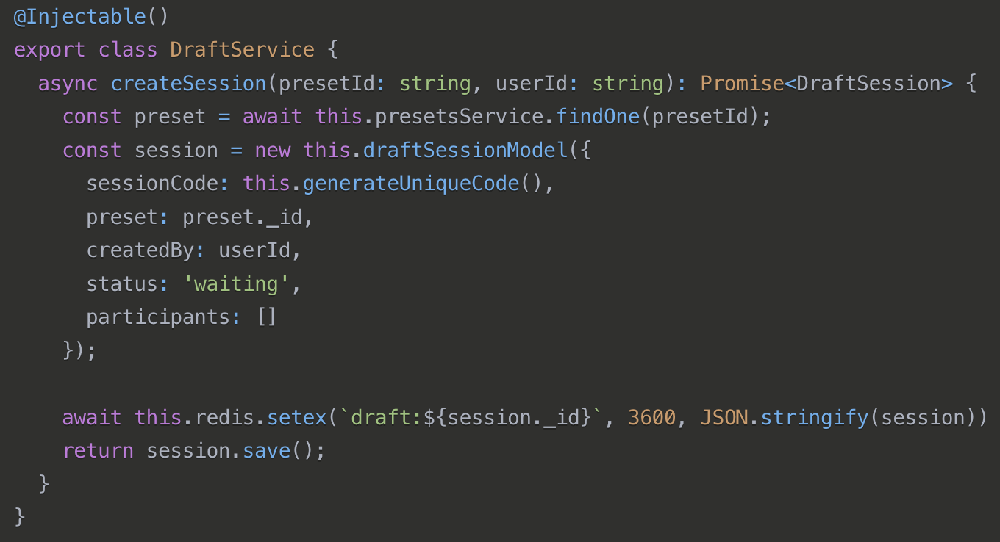 @Injectable()
export class DraftService {
  async createSession(presetId: string, userId: string): Promise<DraftSession> {
    const preset = await this.presetsService.findOne(presetId);
    const session = new this.draftSessionModel({
      sessionCode: this.generateUniqueCode(),
      preset: preset._id,
      createdBy: userId,
      status: 'waiting',
      participants: []
    });

    await this.redis.setex(`draft:${session._id}`, 3600, JSON.stringify(session))
    return session.save();
  }
}